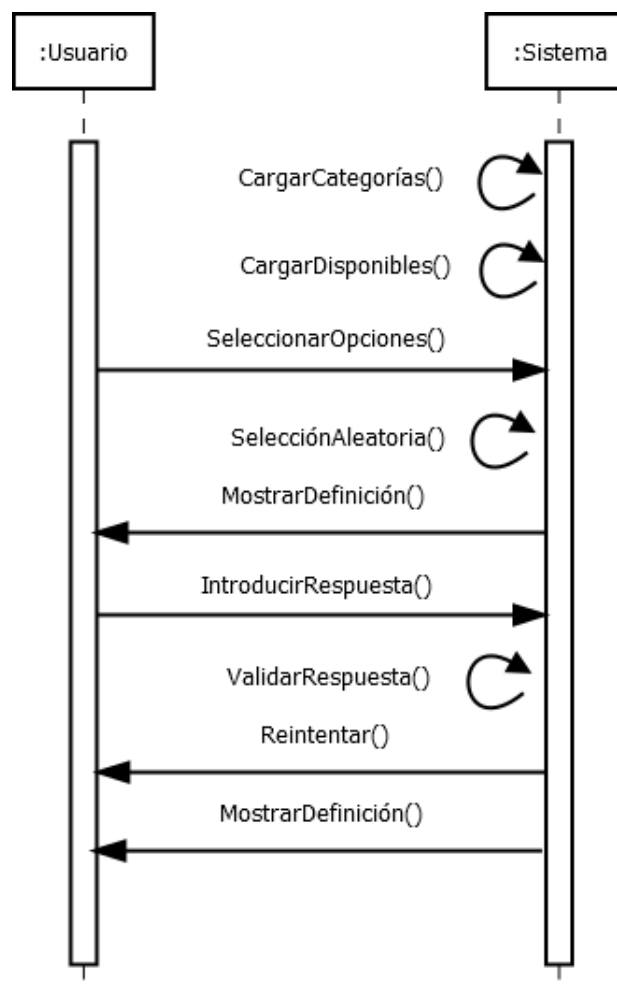 :Usuario
:Sistema
CargarCategorías()
CargarDisponibles()
SeleccionarOpciones()
SelecciónAleatoria()
MostrarDefinición()
IntroducirRespuesta()
ValidarRespuesta()
Reintentar()
MostrarDefinición()